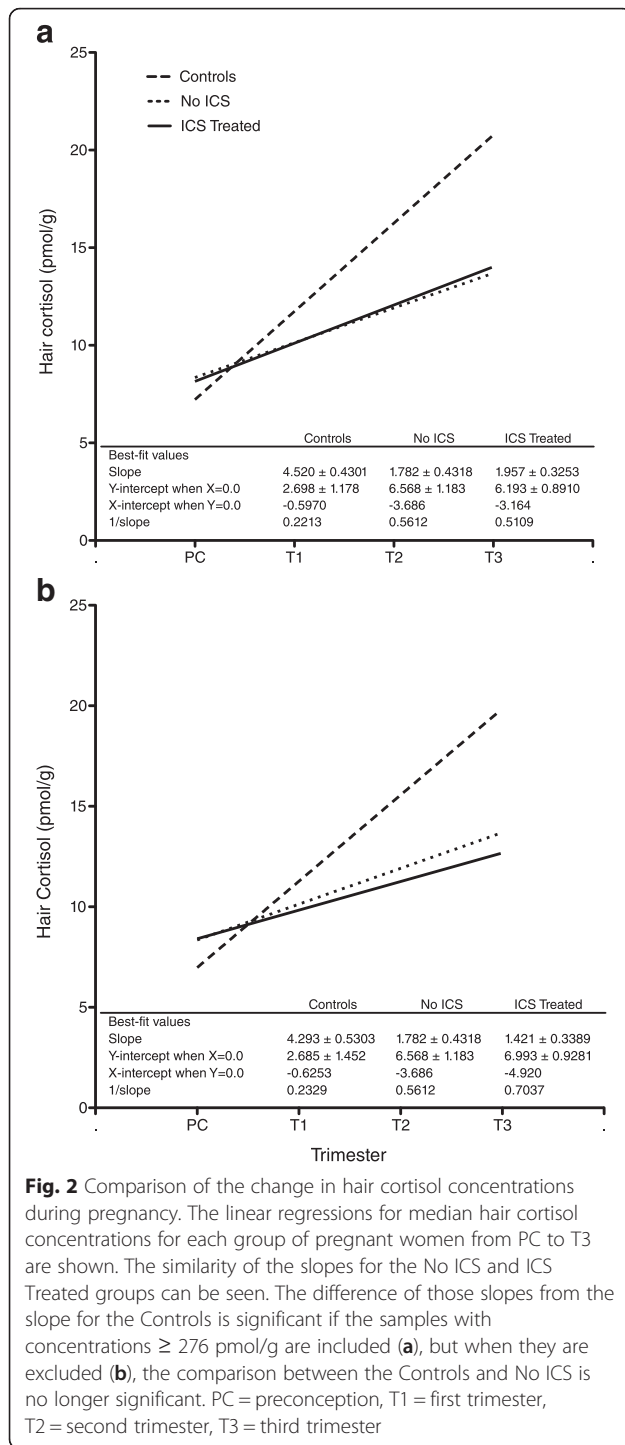 a
25
Controls
No ICS
ICS Treated
20
15
Hair cortisol (pmol/g)
10
5
Controls No ICS ICS Treated
Best-fit values
Slope 4.520 ± 0.4301 1.782 ± 0.4318 1.957 ± 0.3253
Y-intercept when X=0.0 2.698 ± 1.178 6.568 ± 1.183 6.193 ± 0.8910
X-intercept when Y=0.0 -0.5970 -3.686 -3.164
1/slope 0.2213 0.5612 0.5109
0
. PC T1 T2 T3 .
b
25
20
15
Hair Cortisol (pmol/g)
10
5
Controls No ICS ICS Treated
Best-fit values
Slope 4.293 ± 0.5303 1.782 ± 0.4318 1.421 ± 0.3389
Y-intercept when X=0.0 2.685 ± 1.452 6.568 ± 1.183 6.993 ± 0.9281
X-intercept when Y=0.0 -0.6253 -3.686 -4.920
1/slope 0.2329 0.5612 0.7037
0
. PC T1 T2 T3 .
Trimester
Fig. 2 Comparison of the change in hair cortisol concentrations
during pregnancy. The linear regressions for median hair cortisol
concentrations for each group of pregnant women from PC to T3
are shown. The similarity of the slopes for the No ICS and ICS
Treated groups can be seen. The difference of those slopes from the
slope for the Controls is significant if the samples with
concentrations ≥ 276 pmol/g are included (a), but when they are
excluded (b), the comparison between the Controls and No ICS is
no longer significant. PC = preconception, T1 = first trimester,
T2 = second trimester, T3 = third trimester